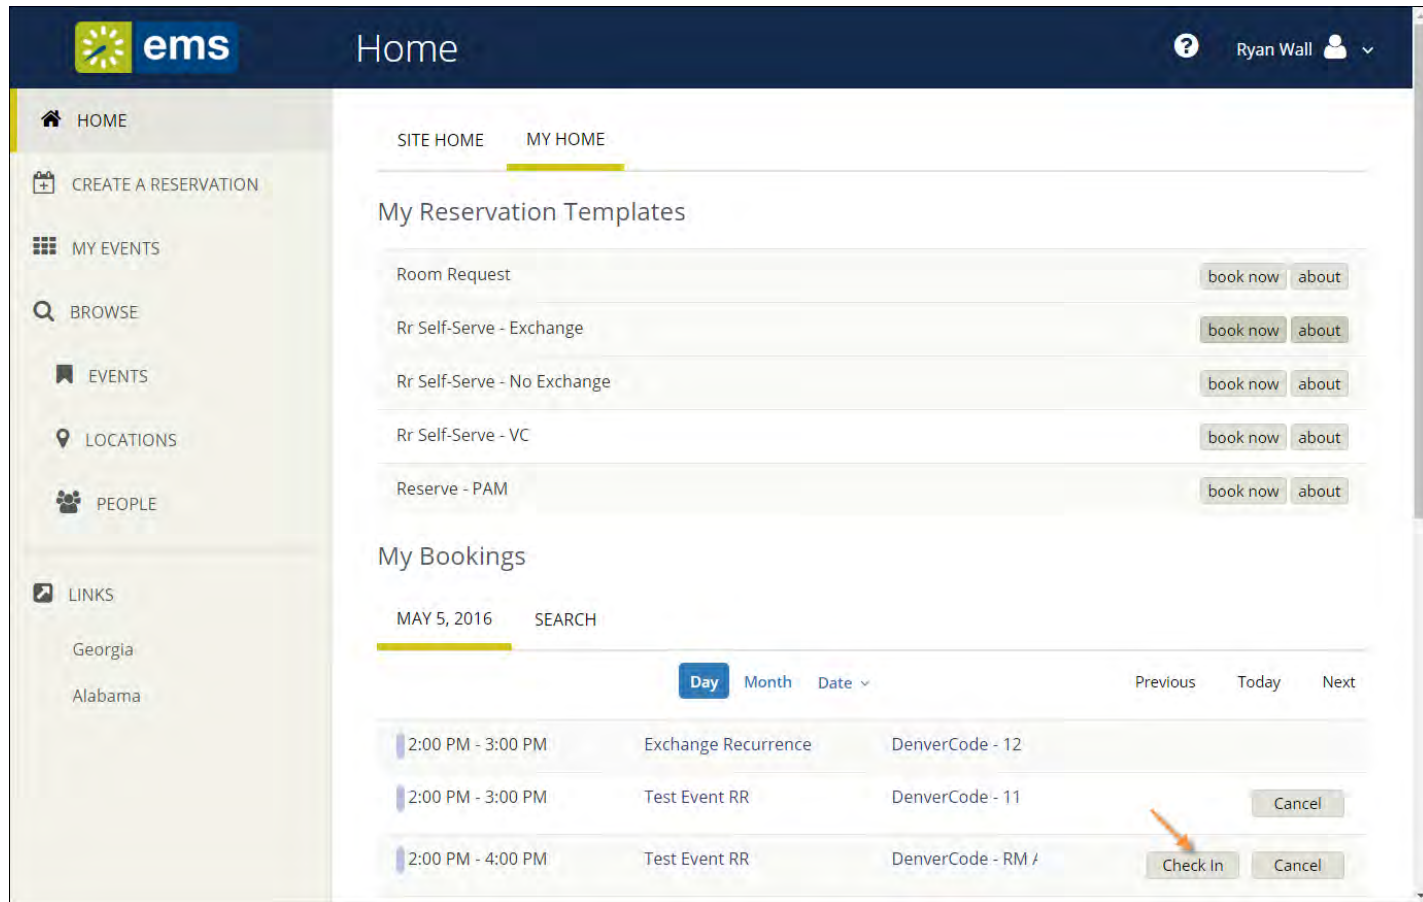 ems
Home
? Ryan Wall
HOME
CREATE A RESERVATION
MY EVENTS
BROWSE
EVENTS
LOCATIONS
PEOPLE
LINKS
Georgia
Alabama
SITE HOME MY HOME
My Reservation Templates
Room Request book now about
Rr Self-Serve - Exchange book now about
Rr Self-Serve - No Exchange book now about
Rr Self-Serve - VC book now about
Reserve - PAM book now about
My Bookings
MAY 5, 2016 SEARCH
Day Month Date Previous Today Next
2:00 PM - 3:00 PM Exchange Recurrence DenverCode - 12
2:00 PM - 3:00 PM Test Event RR DenverCode - 11 Cancel
2:00 PM - 4:00 PM Test Event RR DenverCode - RM Check In Cancel